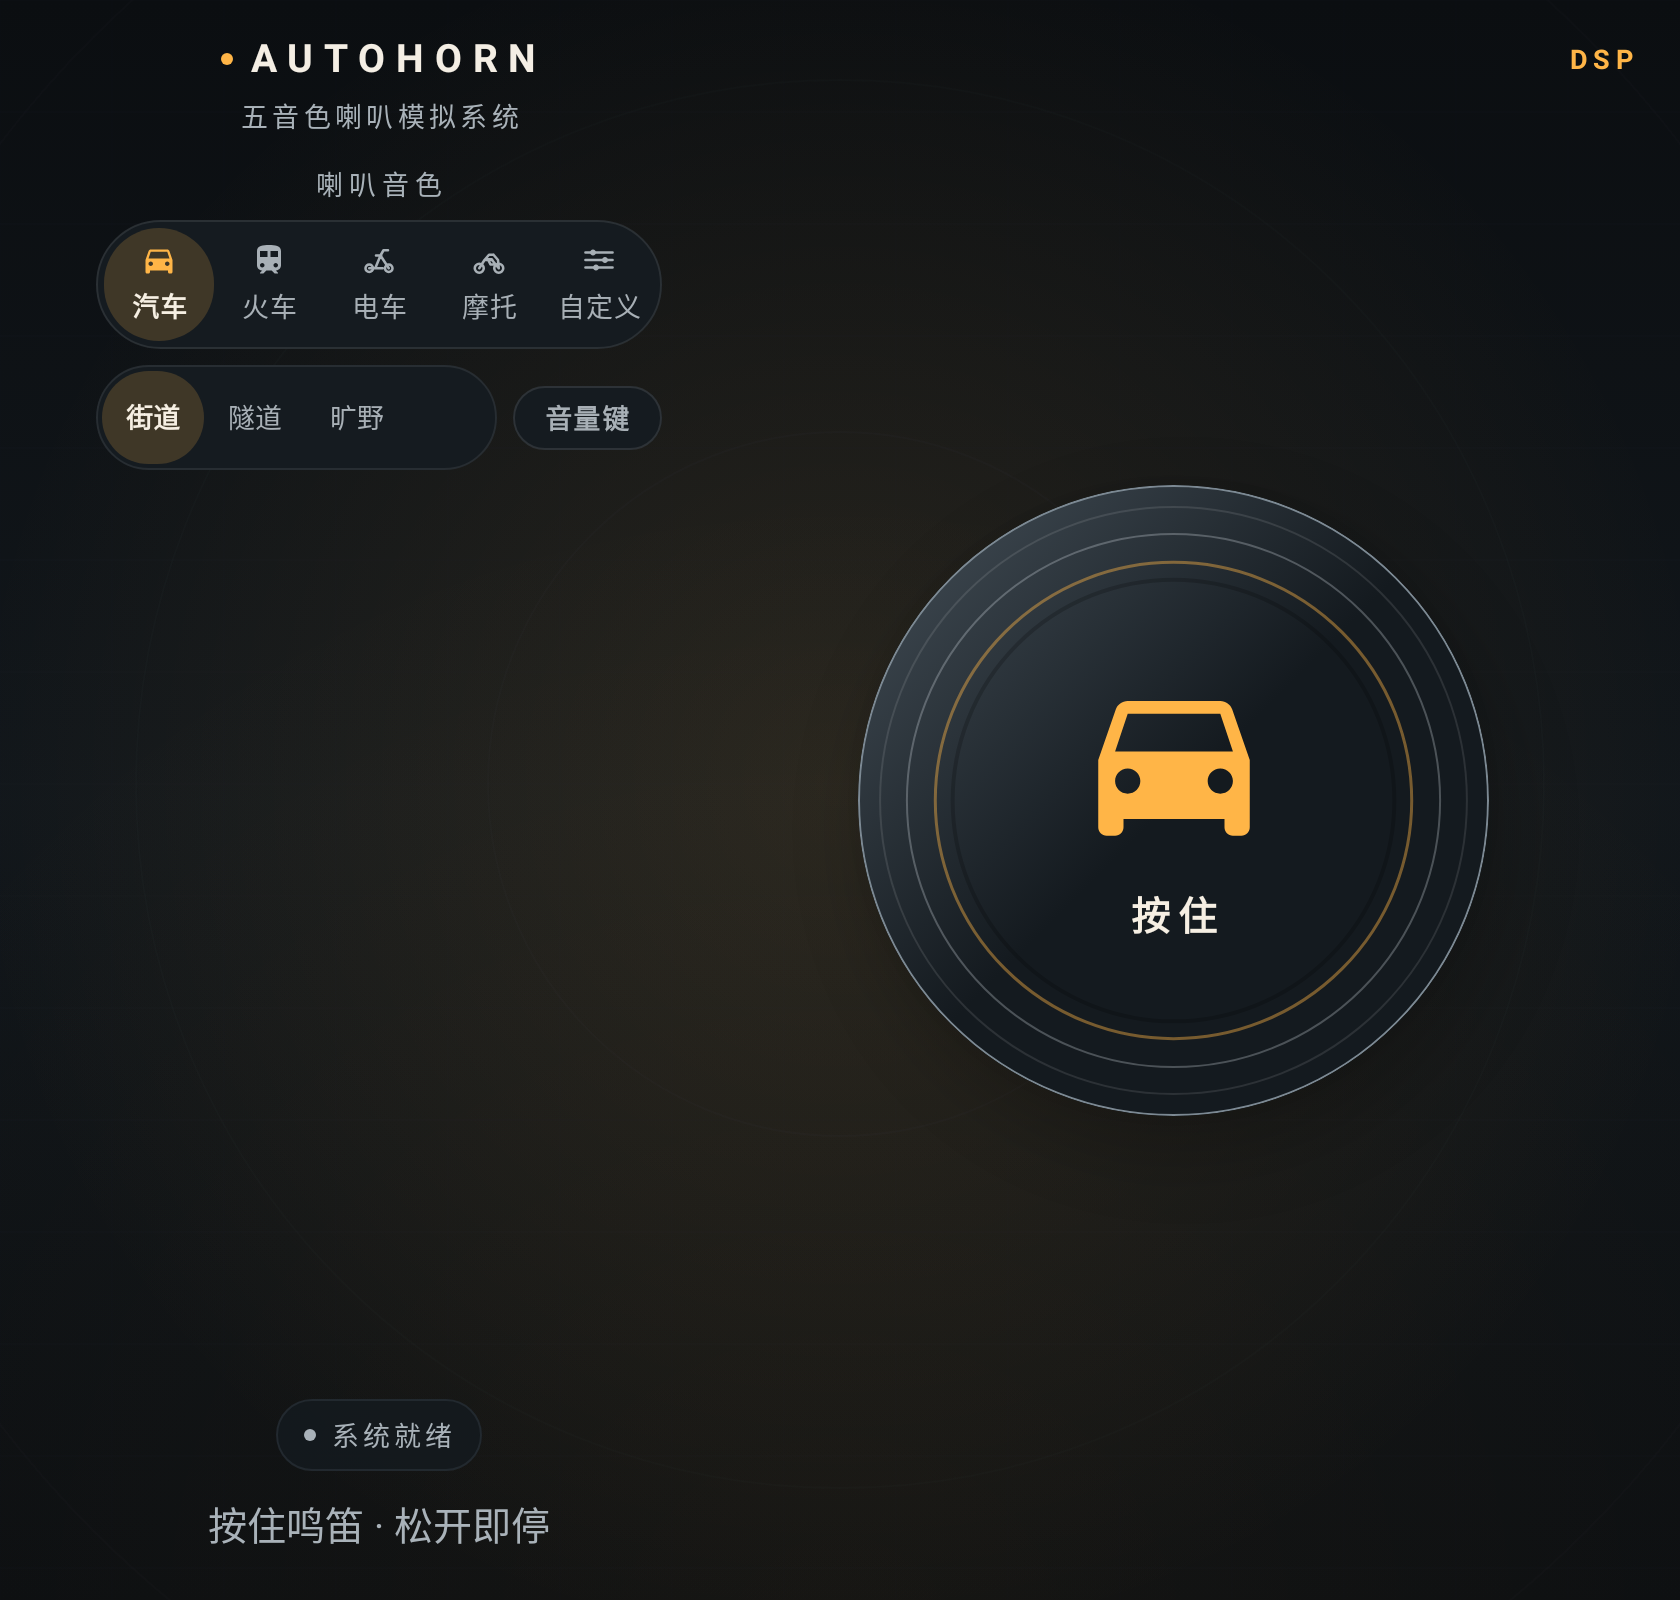 AUTOHORN
DSP
五音色喇叭模拟系统
喇叭音色
汽车 火车 电车 摩托 自定义
街道 隧道 旷野 音量键
按住
系统就绪
按住鸣笛 · 松开即停